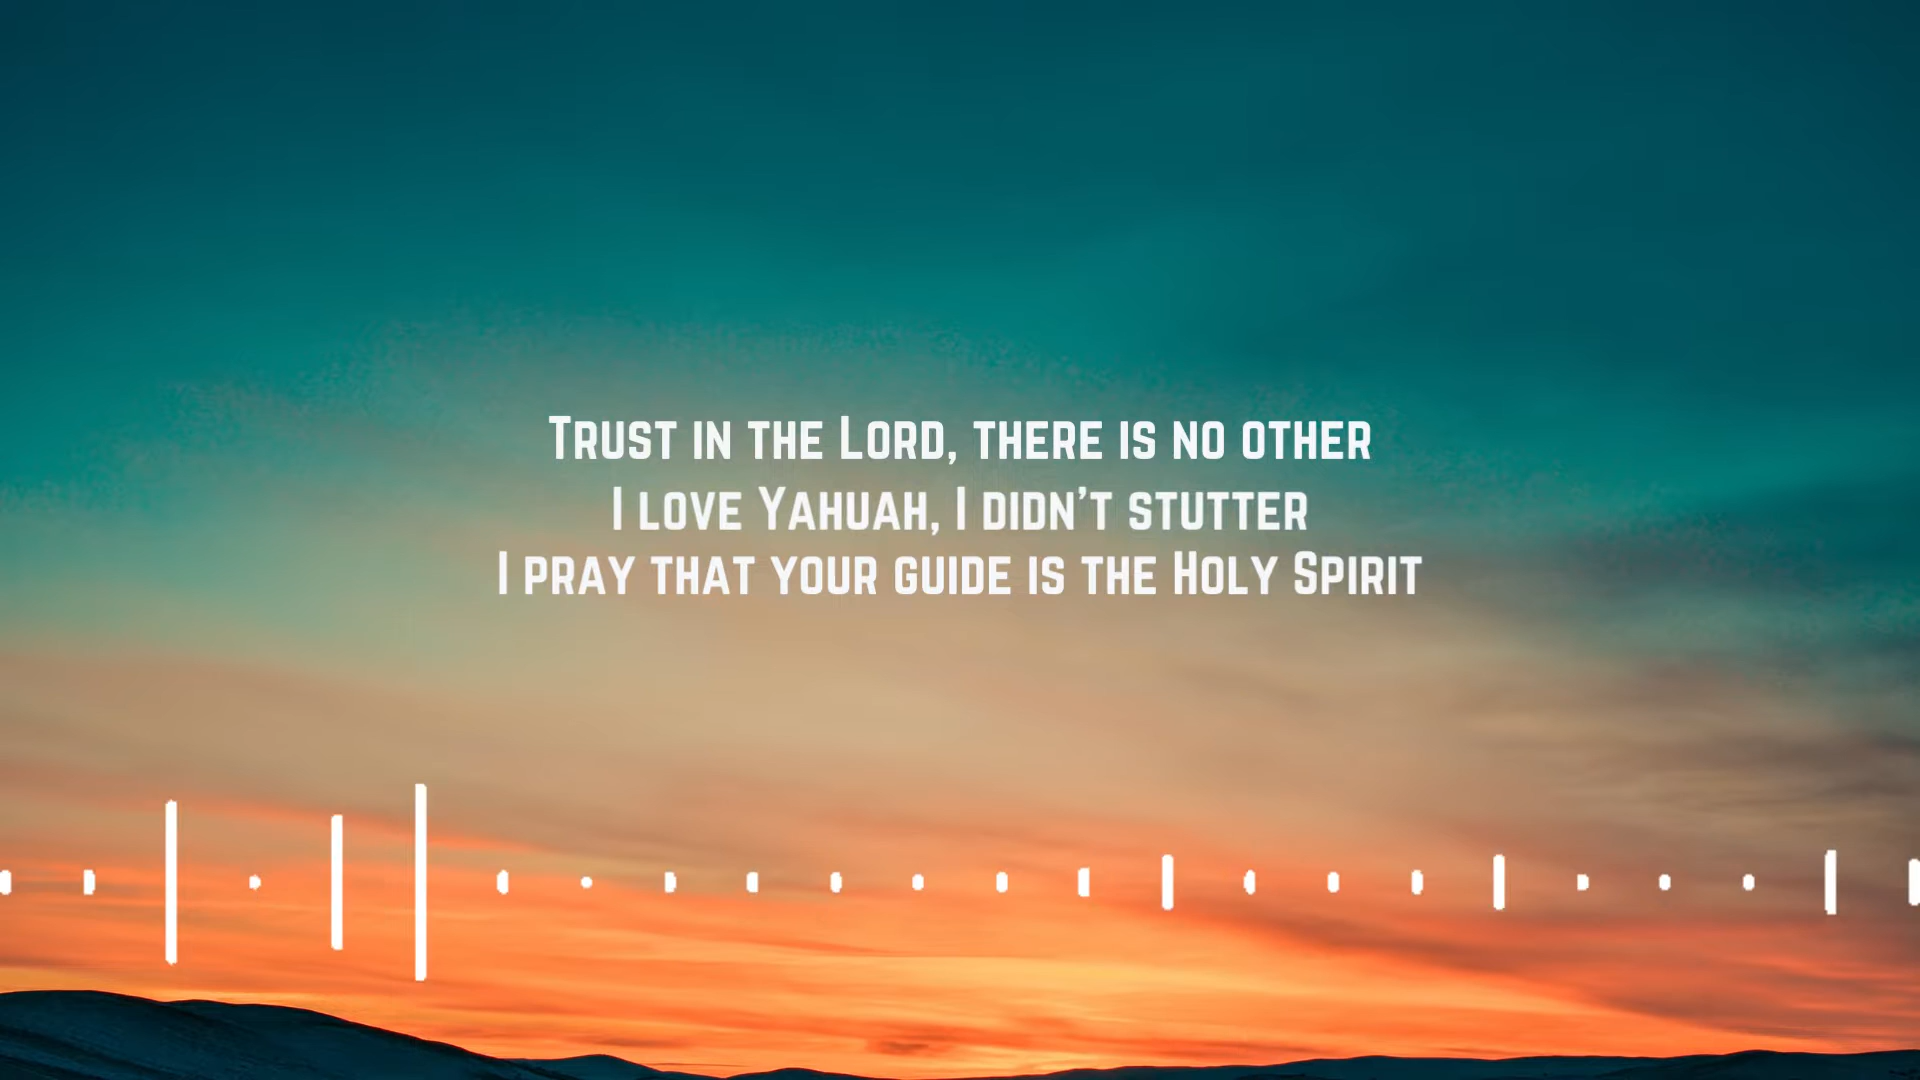 Trust in the Lord, there is no other
I love Yahuah, I didn't stutter
I pray that your guide is the Holy Spirit